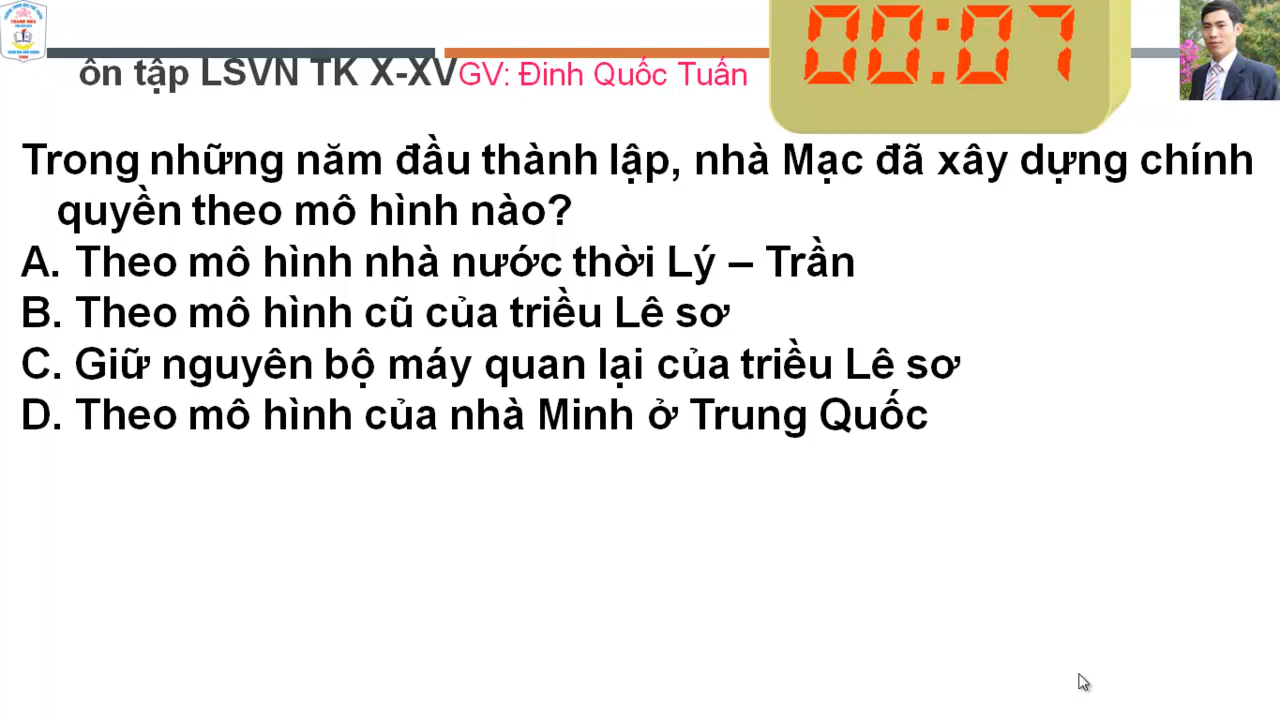 00:07
ôn tập LSVN TK X-XV GV: Đinh Quốc Tuấn
Trong những năm đầu thành lập, nhà Mạc đã xây dựng chính
quyền theo mô hình nào?
A. Theo mô hình nhà nước thời Lý – Trần
B. Theo mô hình cũ của triều Lê sơ
C. Giữ nguyên bộ máy quan lại của triều Lê sơ
D. Theo mô hình của nhà Minh ở Trung Quốc